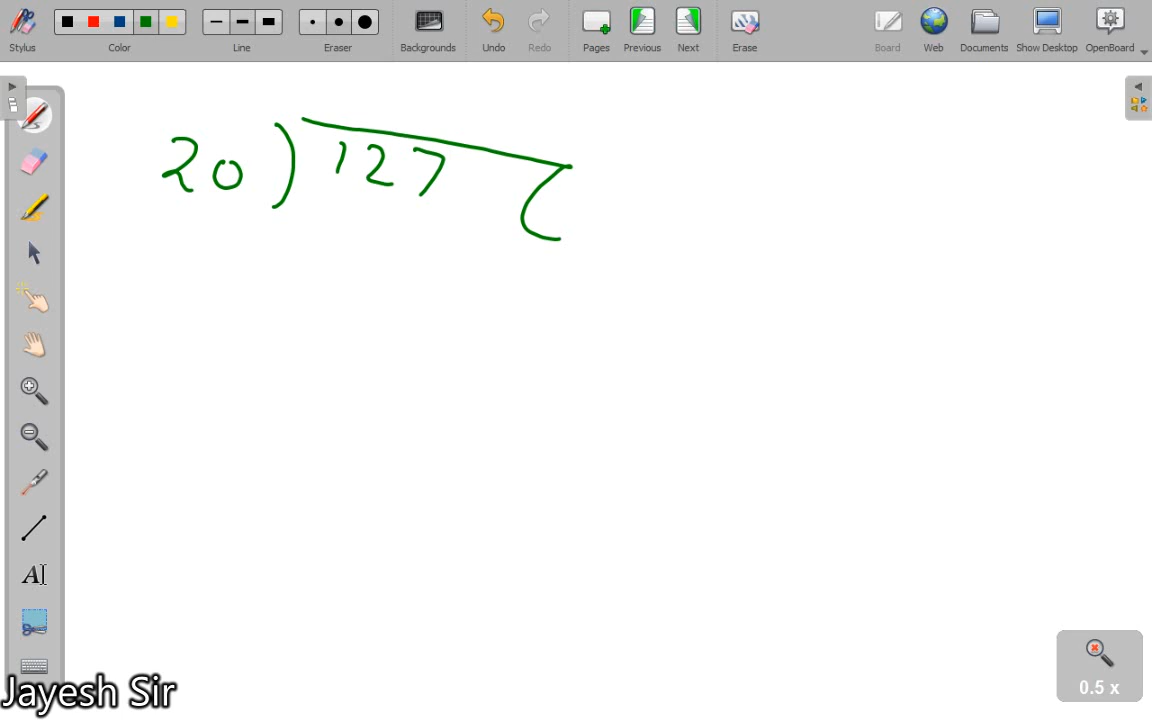 Stylus Color Line Eraser Backgrounds Undo Redo Pages Previous Next Erase Board Web Documents Show Desktop OpenBoard
20 ) 127 (
AI
0.5 x
Jayesh Sir